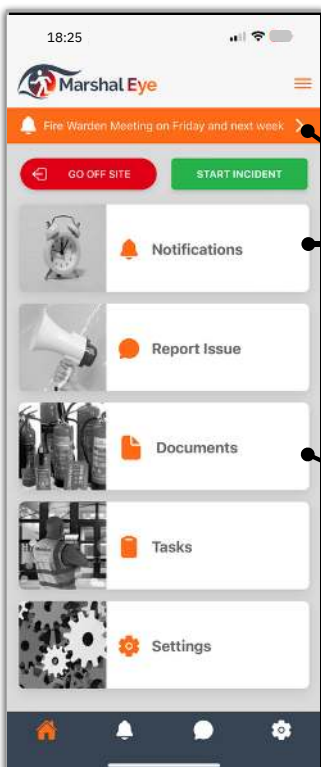 18:25
Marshal Eye
Fire Warden Meeting on Friday and next week
GO OFF SITE
START INCIDENT
Notifications
Report Issue
Documents
Tasks
Settings